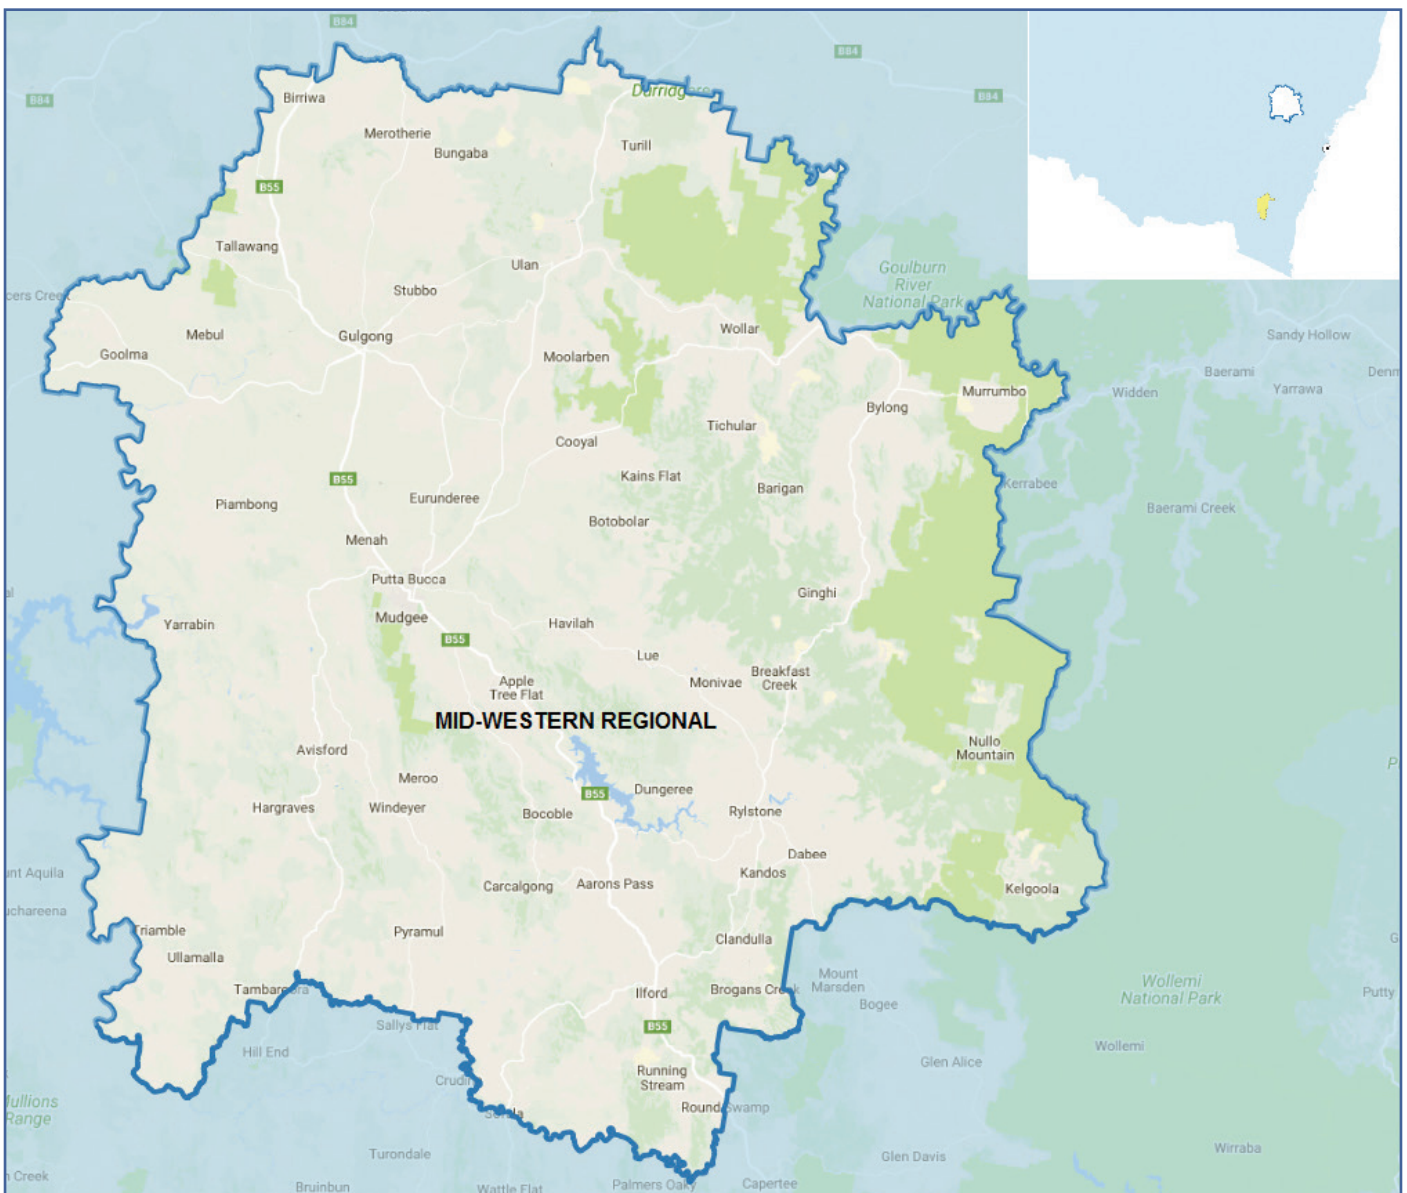 B84
B84
B84
B84
Birriwa
Merotherie
Bungaba
Turill
B55
Tallawang
Ulan
Goulburn
River
National Park
Stubbo
Mebul
Gulgong
Wollar
Sandy Hollow
Goolma
Moolarben
Baerami
Murrumbo
Widden
Yarrawa
Bylong
Tichular
Cooyal
Kains Flat
B55
Barigan
Kerrabee
Piambong
Eurunderee
Baerami Creek
Botobolar
Menah
Putta Bucca
Ginghi
Mudgee
Yarrabin
Havilah
B55
Lue
Apple
Tree Flat
Monivae
Breakfast
Creek
MID-WESTERN REGIONAL
Avisford
Nullo
Mountain
Meroo
Dungeree
B55
Hargraves
Windeyer
Bocoble
Rylstone
Dabee
Kandos
Carcalgong
Aarons Pass
Kelgoola
Triamble
Pyramul
Clandulla
Ullamalla
Mount
Marsden
Wollemi
National Park
Tambaroora
Ilford
Brogans Creek
Putty
Bogee
Sallys Flat
B55
Hill End
Wollemi
Glen Alice
Running
Stream
Round Swamp
Turondale
Glen Davis
Wirraba
Bruinbun
Wattle Flat
Palmers Oaky
Capertee